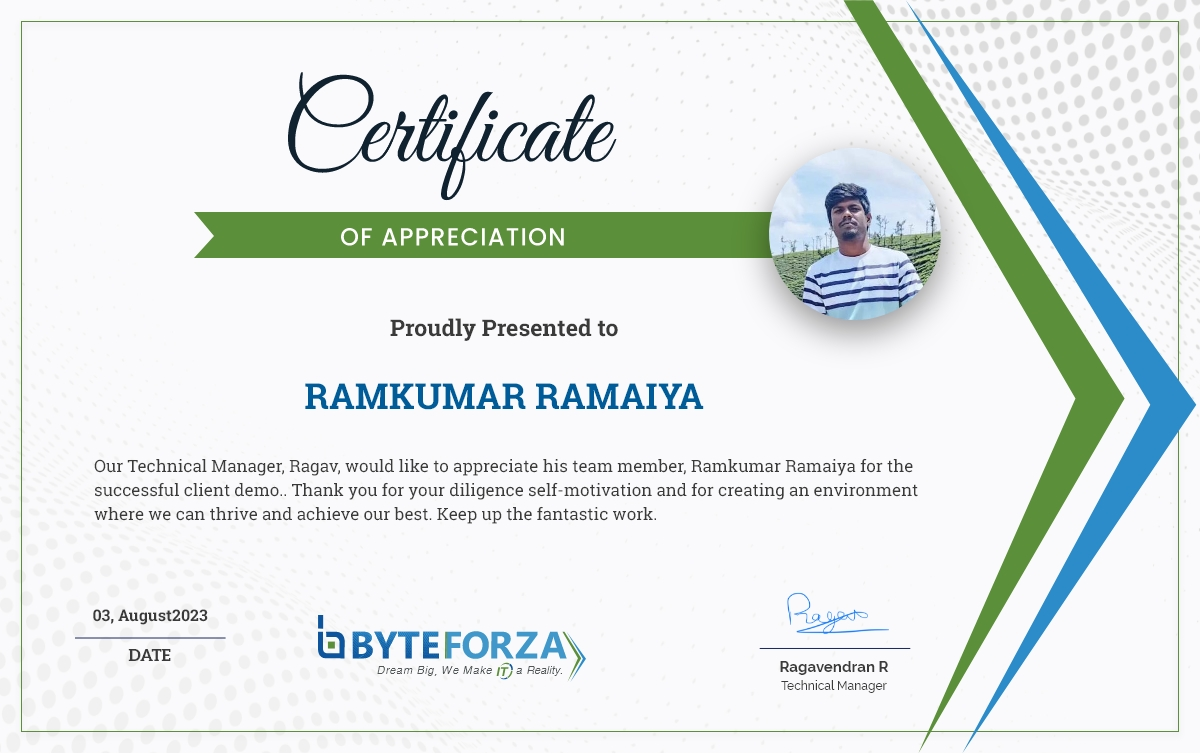 Certificate
OF APPRECIATION
Proudly Presented to
RAMKUMAR RAMAIYA
Our Technical Manager, Ragav, would like to appreciate his team member, Ramkumar Ramaiya for the
successful client demo.. Thank you for your diligence self-motivation and for creating an environment
where we can thrive and achieve our best. Keep up the fantastic work.
03, August2023
DATE
BYTEFORZA
Dream Big, We Make IT a Reality.
Ragav
Ragavendran R
Technical Manager